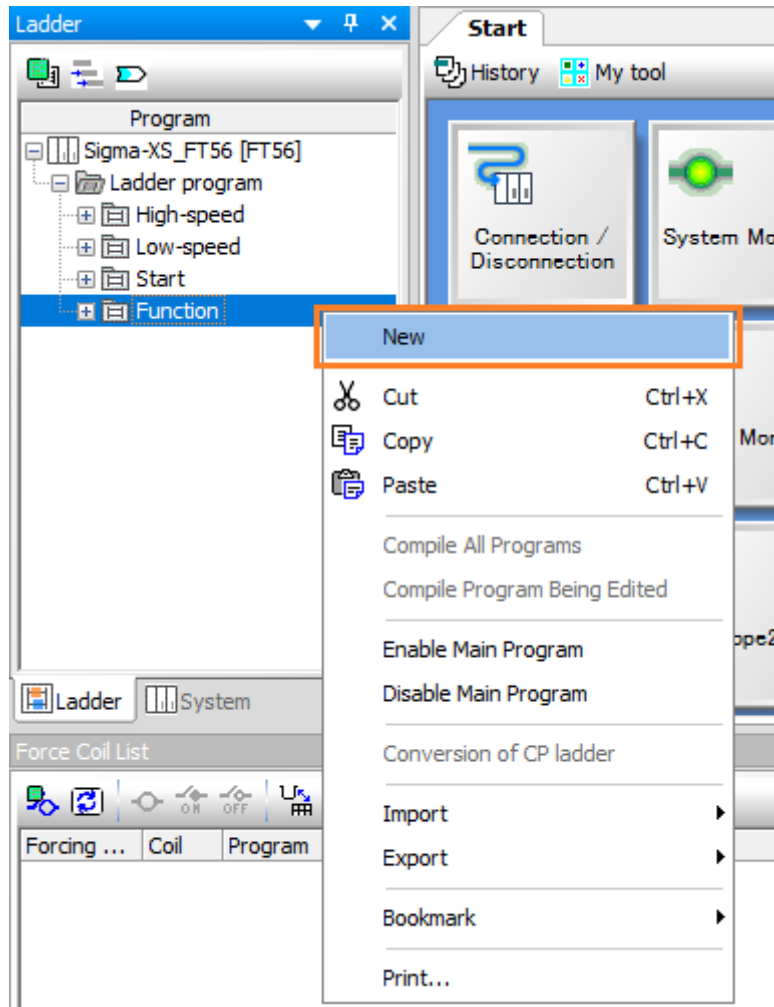 Ladder
Program
Sigma-XS_FT56 [FT56]
Ladder program
High-speed
Low-speed
Start
Function
Start
History
My tool
Connection /
Disconnection
System Mo
New
Cut Ctrl+X
Copy Ctrl+C
Paste Ctrl+V
Compile All Programs
Compile Program Being Edited
Enable Main Program
Disable Main Program
Conversion of CP ladder
Import
Export
Bookmark
Print...
Mor
ope2
Ladder
System
Force Coil List
ON
OFF
Forcing ...
Coil
Program